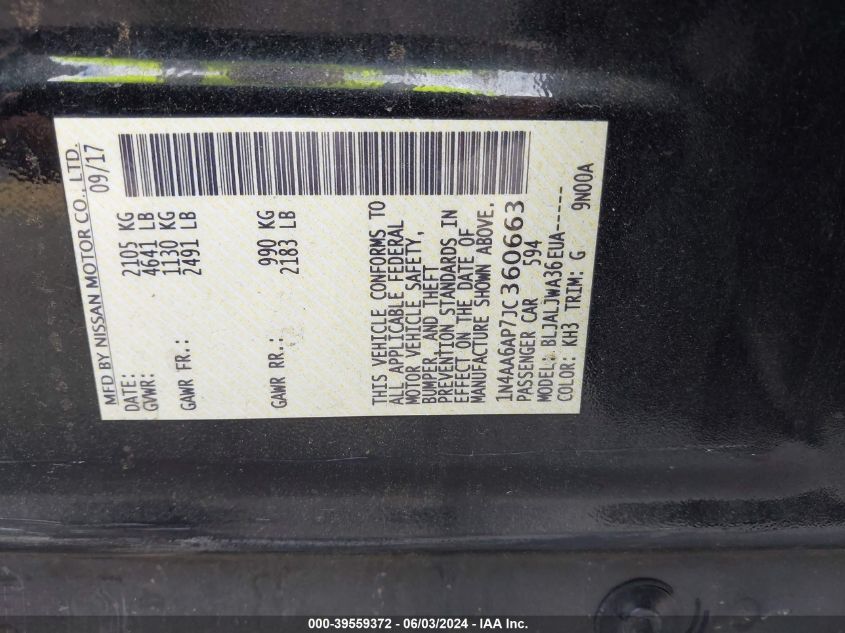 MFD BY NISSAN MOTOR CO., LTD.
DATE: 09/17
GVWR: 2105 KG
4641 LB
GAWR FR.: 1130 KG
2491 LB
GAWR RR.: 990 KG
2183 LB
THIS VEHICLE CONFORMS TO
ALL APPLICABLE FEDERAL
MOTOR VEHICLE SAFETY,
BUMPER, AND THEFT
PREVENTION STANDARDS IN
EFFECT ON THE DATE OF
MANUFACTURE SHOWN ABOVE.
1N4AA6AP7JC360663
PASSENGER CAR 594
MODEL: BLJALJWA36EUA------
COLOR: KH3 TRIM: G 9N00A
000-39559372 - 06/03/2024 - IAA Inc.